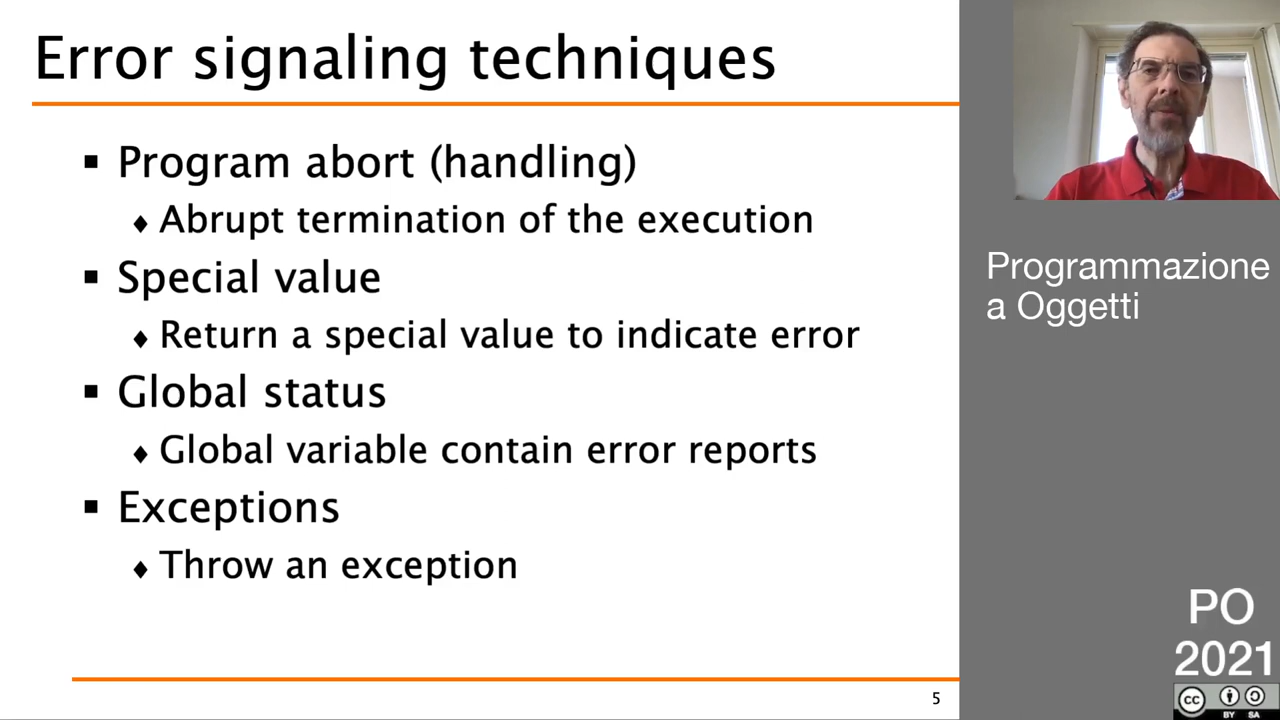 Error signaling techniques
▪ Program abort (handling)
♦ Abrupt termination of the execution
▪ Special value
♦ Return a special value to indicate error
▪ Global status
♦ Global variable contain error reports
▪ Exceptions
♦ Throw an exception
5
Programmazione
a Oggetti
PO
2021
CC BY SA